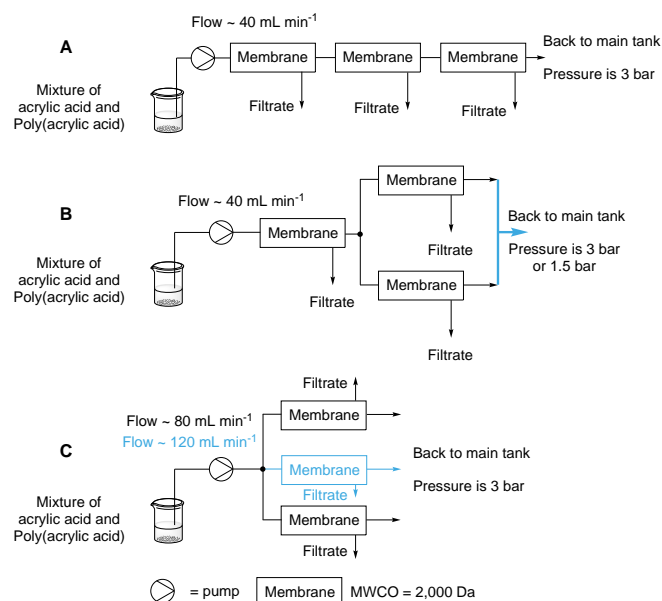 A
Flow ~ 40 mL min-1
Mixture of
acrylic acid and
Poly(acrylic acid)
Membrane
Membrane
Membrane
Filtrate
Filtrate
Filtrate
Back to main tank
Pressure is 3 bar
B
Flow ~ 40 mL min-1
Mixture of
acrylic acid and
Poly(acrylic acid)
Membrane
Filtrate
Membrane
Filtrate
Membrane
Filtrate
Back to main tank
Pressure is 3 bar
or 1.5 bar
C
Flow ~ 80 mL min-1
Flow ~ 120 mL min-1
Mixture of
acrylic acid and
Poly(acrylic acid)
Filtrate
Membrane
Membrane
Filtrate
Membrane
Filtrate
Back to main tank
Pressure is 3 bar
= pump
Membrane
MWCO = 2,000 Da